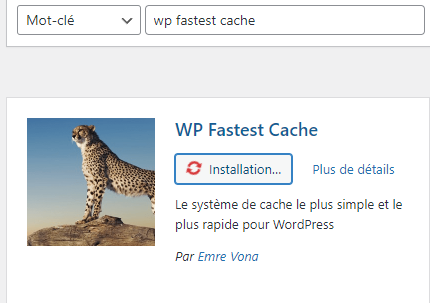 Mot-clé wp fastest cache
WP Fastest Cache
Installation... Plus de détails
Le système de cache le plus simple et le
plus rapide pour WordPress
Par Emre Vona